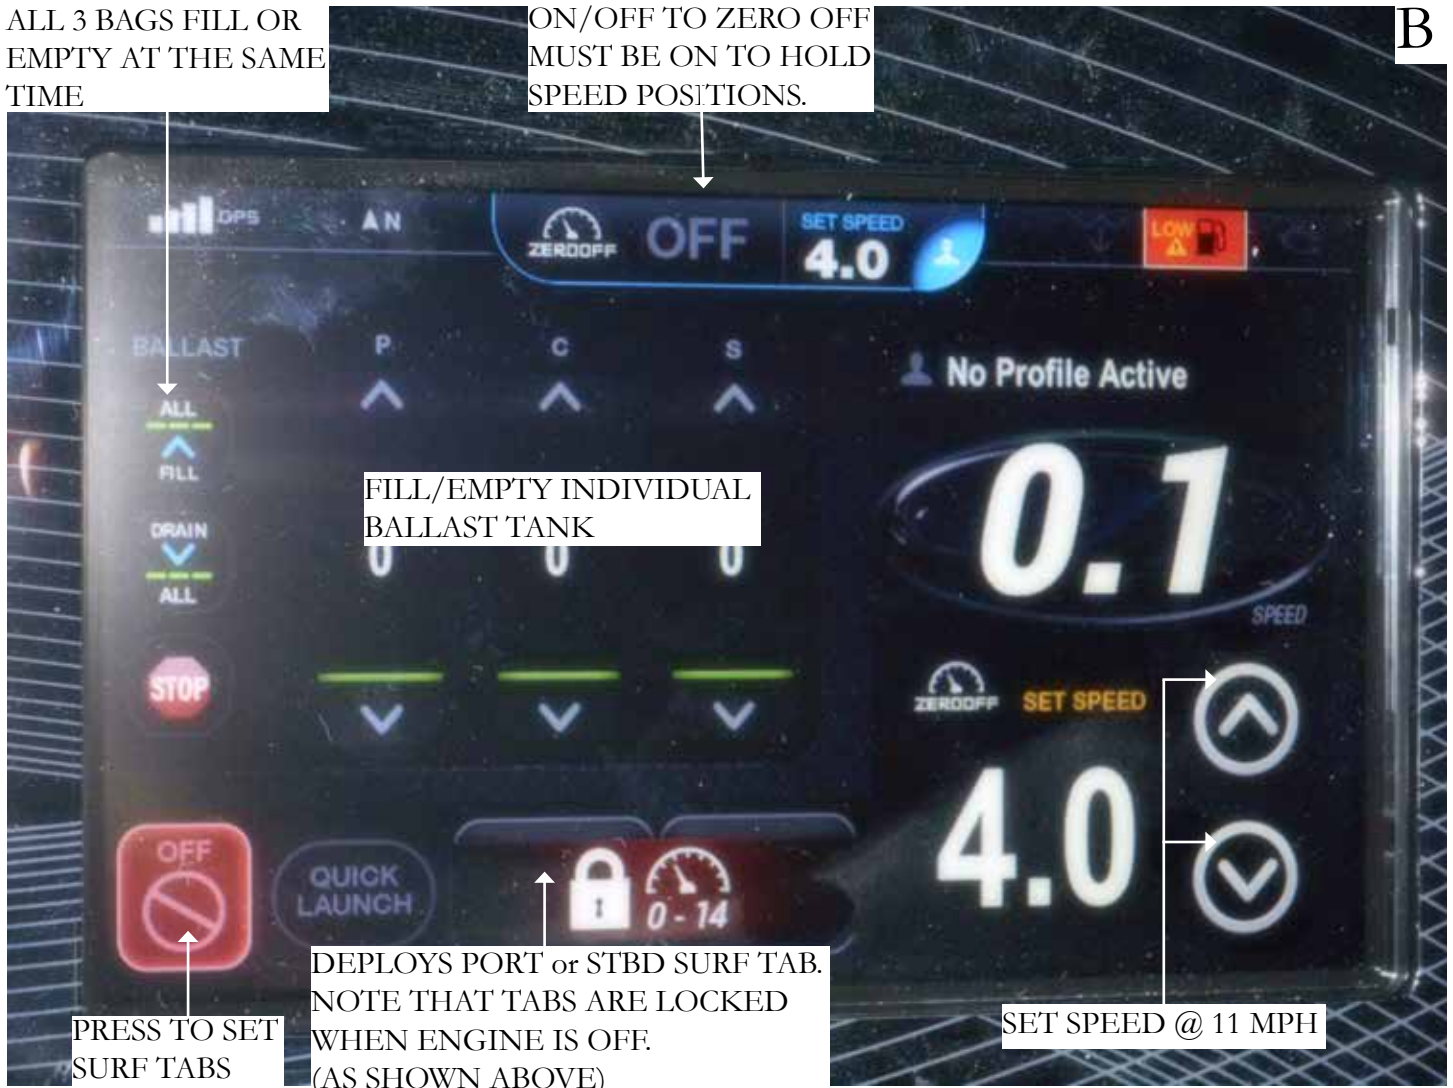 ALL 3 BAGS FILL OR
EMPTY AT THE SAME
TIME
ON/OFF TO ZERO OFF
MUST BE ON TO HOLD
SPEED POSITIONS.
B
GPS
N
ZEROOFF
OFF
SET SPEED
4.0
LOW
BALLAST
P
C
S
No Profile Active
ALL
FILL
DRAIN
ALL
FILL/EMPTY INDIVIDUAL
BALLAST TANK
0 0 0
0.1
SPEED
STOP
ZEROOFF
SET SPEED
4.0
OFF
QUICK
LAUNCH
0 - 14
PRESS TO SET
SURF TABS
DEPLOYS PORT or STBD SURF TAB.
NOTE THAT TABS ARE LOCKED
WHEN ENGINE IS OFF.
(AS SHOWN ABOVE)
SET SPEED @ 11 MPH